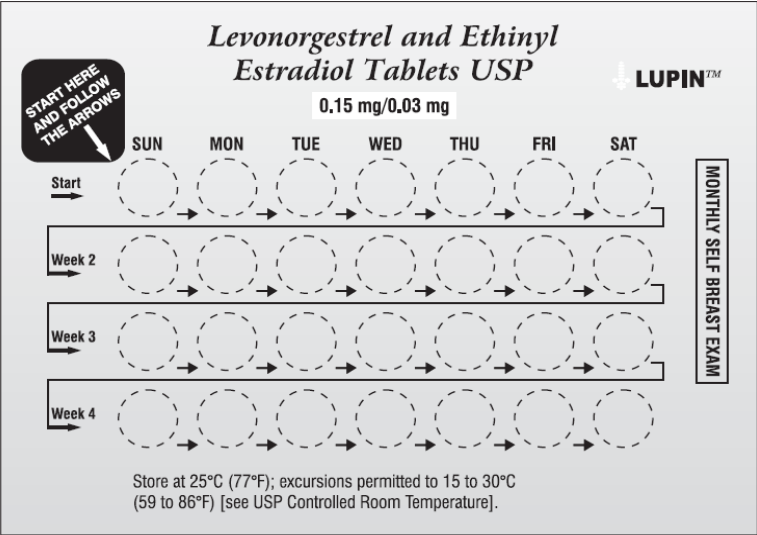 Levonorgestrel and Ethinyl
Estradiol Tablets USP
LUPIN™
0.15 mg/0.03 mg
START HERE
AND FOLLOW
THE ARROWS
SUN MON TUE WED THU FRI SAT
Start
Week 2
Week 3
Week 4
MONTHLY SELF BREAST EXAM
Store at 25°C (77°F); excursions permitted to 15 to 30°C
(59 to 86°F) [see USP Controlled Room Temperature].